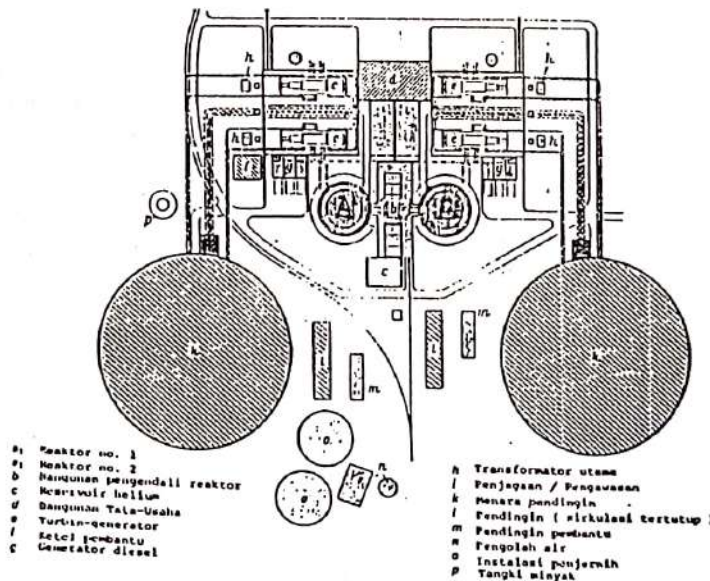 h
d
h
e
e
h
e
e
h
f
g
g
p
A
b
c
k
k
l
l
m
m
o
o
n
a₁ Reaktor no. 1
Reaktor no. 2
b Bangunan pengendali reaktor
c Reservoir helium
d Bangunan Tata-Usaha
e Turbin-generator
f Ketel pembantu
Generator diesel
h Transformator utama
i Penjagaan / Pengawasan
k Menara pendingin
l Pendingin ( sirkulasi tertutup )
m Pendingin pembantu
n Pengolah air
o Instalasi penjernih
p Tangki minyak